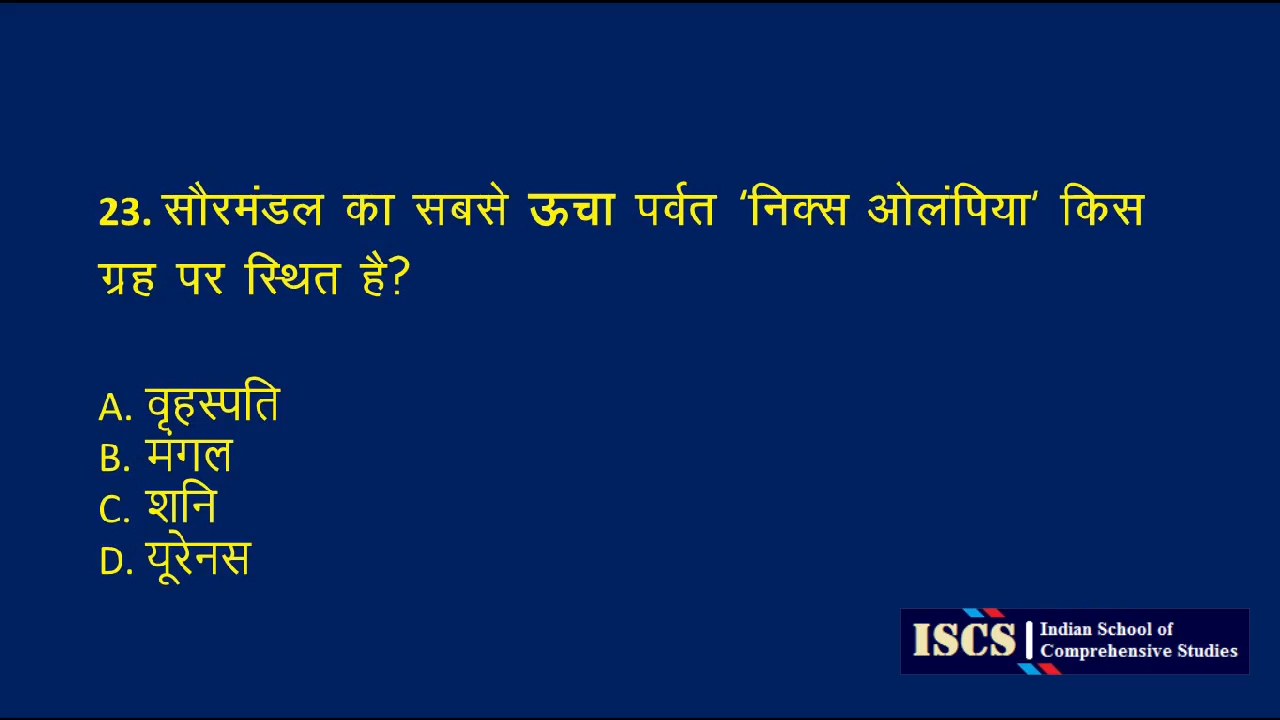 23. सौरमंडल का सबसे ऊचा पर्वत ‘निक्स ओलंपिया‘ किस
ग्रह पर स्थित है?
A. वृहस्पति
B. मंगल
C. शनि
D. यूरेनस
ISCS
Indian School of
Comprehensive Studies